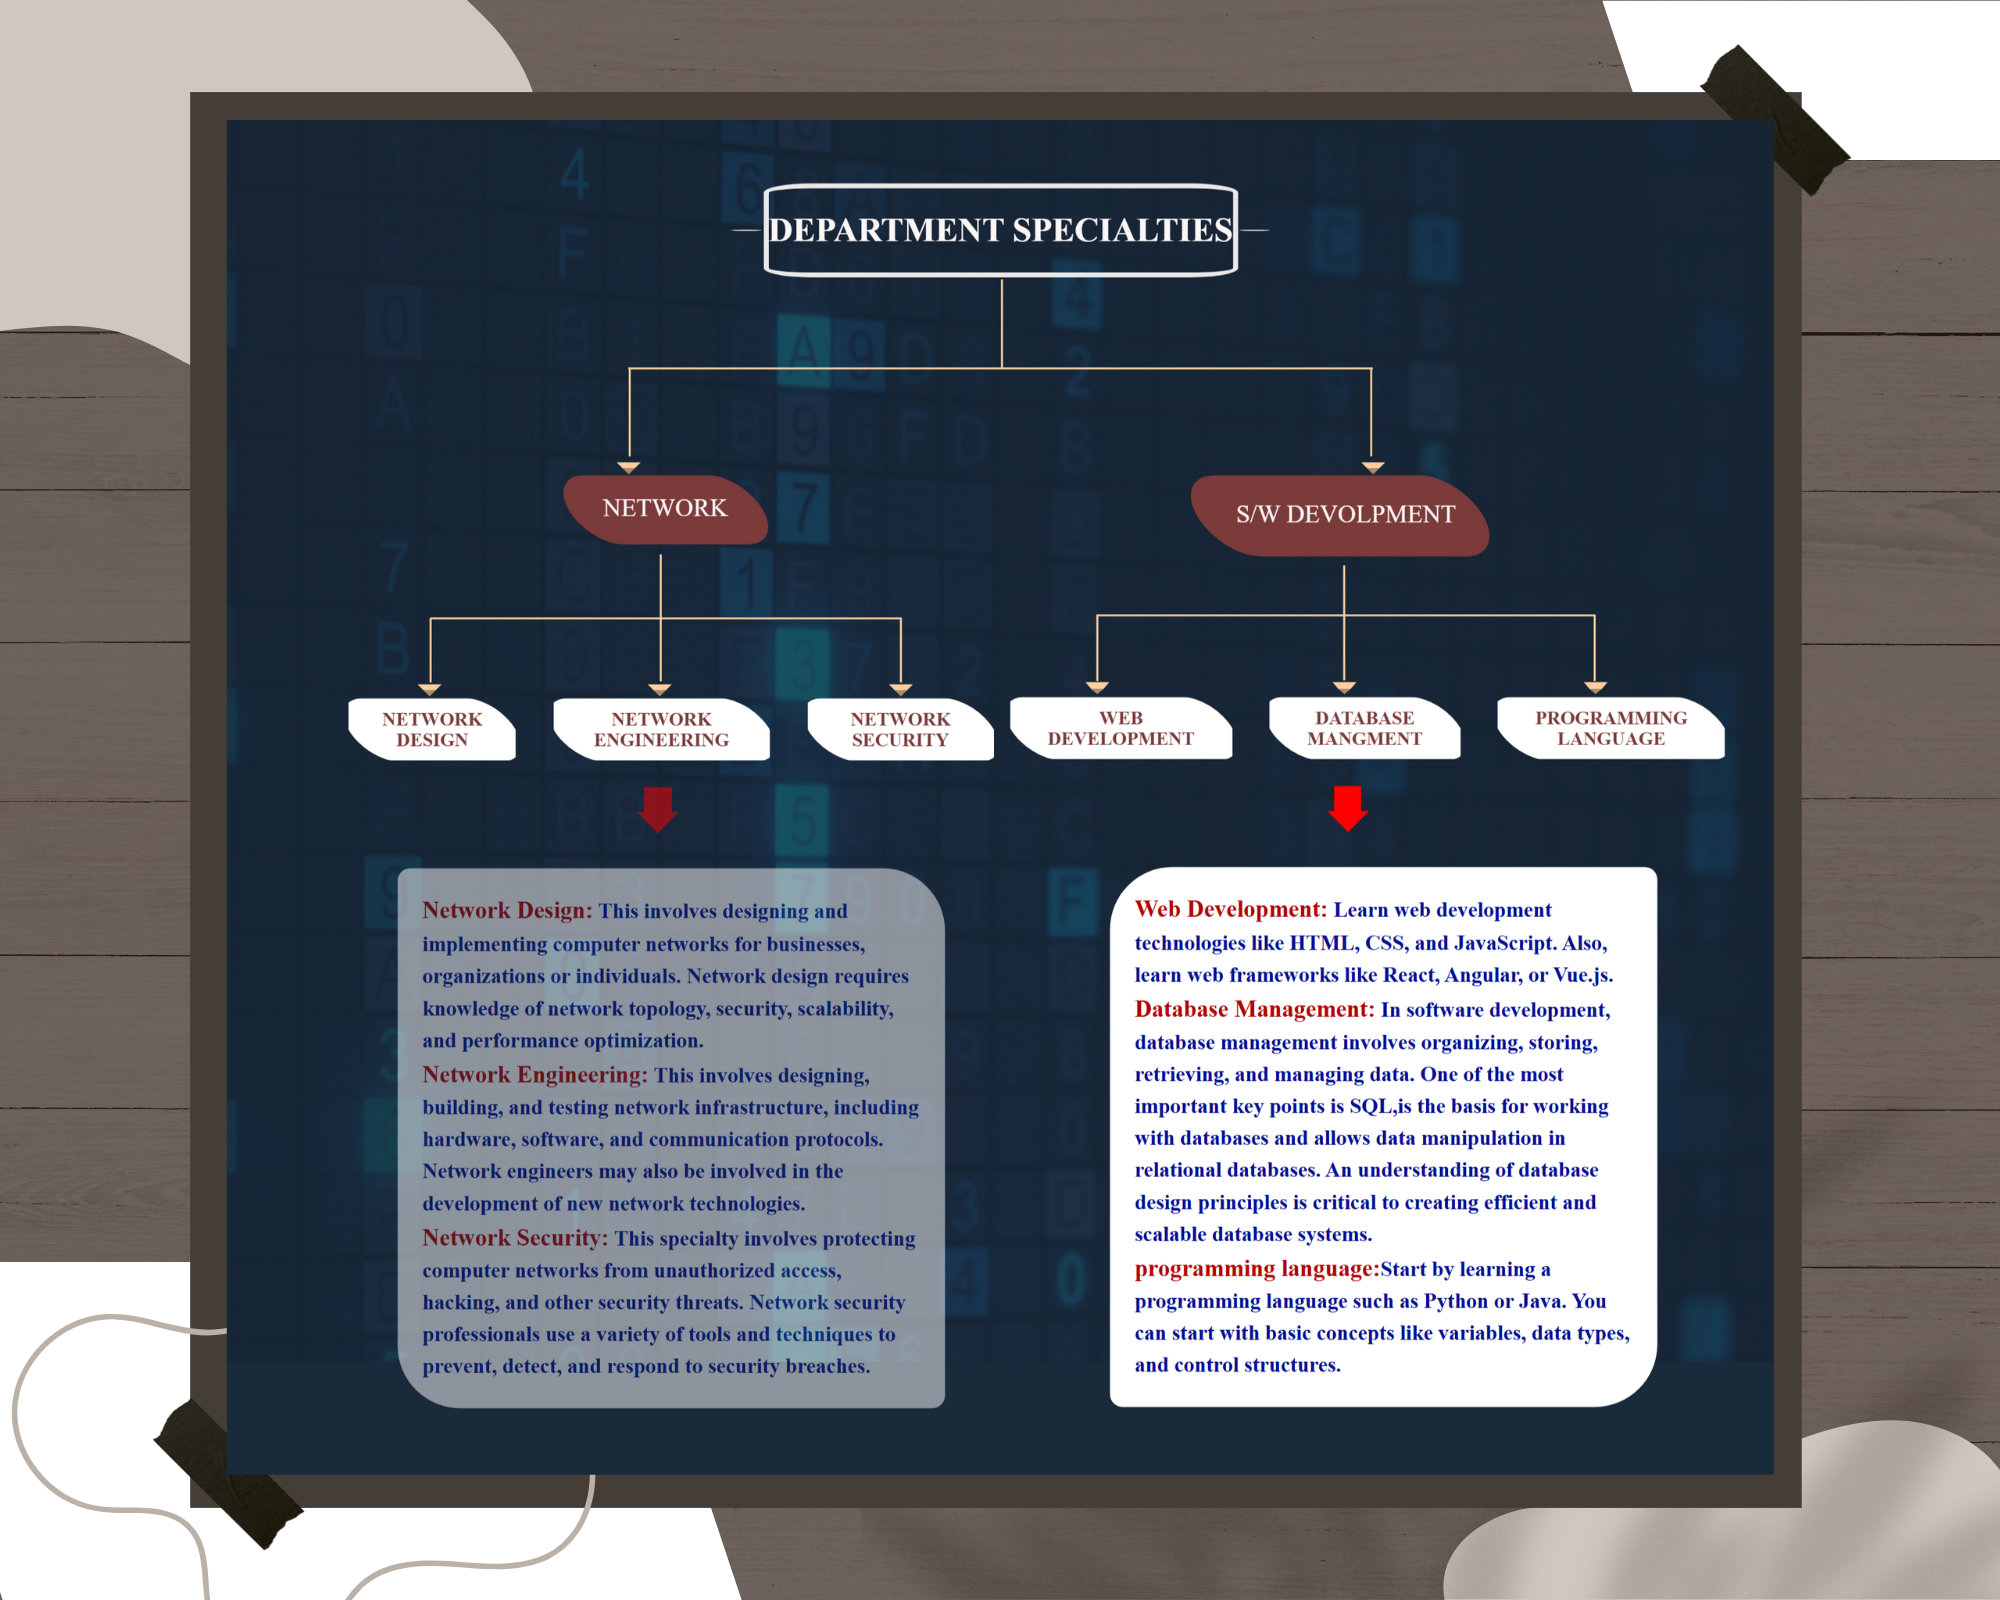 DEPARTMENT SPECIALTIES
NETWORK
S/W DEVOLPMENT
NETWORK
DESIGN
NETWORK
ENGINEERING
NETWORK
SECURITY
WEB
DEVELOPMENT
DATABASE
MANGMENT
PROGRAMMING
LANGUAGE
Network Design: This involves designing and
implementing computer networks for businesses,
organizations or individuals. Network design requires
knowledge of network topology, security, scalability,
and performance optimization.
Network Engineering: This involves designing,
building, and testing network infrastructure, including
hardware, software, and communication protocols.
Network engineers may also be involved in the
development of new network technologies.
Network Security: This specialty involves protecting
computer networks from unauthorized access,
hacking, and other security threats. Network security
professionals use a variety of tools and techniques to
prevent, detect, and respond to security breaches.
Web Development: Learn web development
technologies like HTML, CSS, and JavaScript. Also,
learn web frameworks like React, Angular, or Vue.js.
Database Management: In software development,
database management involves organizing, storing,
retrieving, and managing data. One of the most
important key points is SQL,is the basis for working
with databases and allows data manipulation in
relational databases. An understanding of database
design principles is critical to creating efficient and
scalable database systems.
programming language:Start by learning a
programming language such as Python or Java. You
can start with basic concepts like variables, data types,
and control structures.